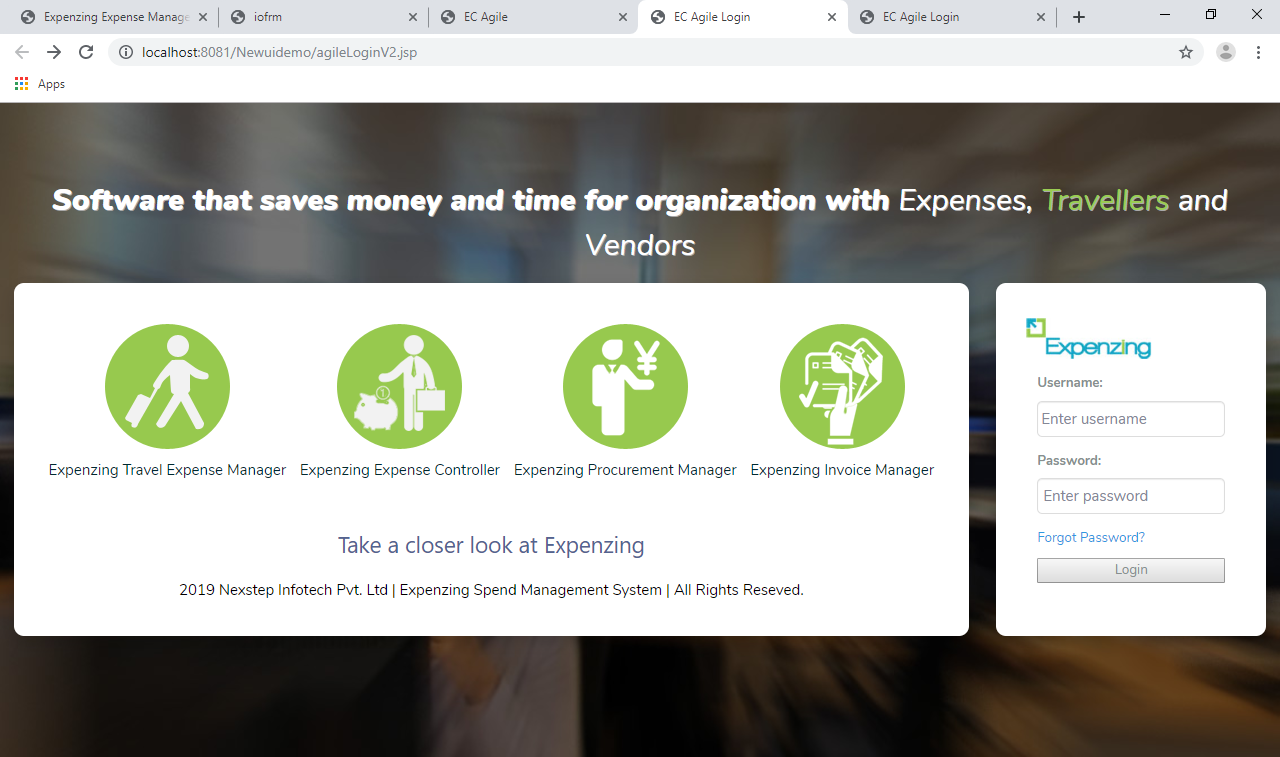 Expenzing Expense Manage
iofrm
EC Agile
EC Agile Login
EC Agile Login
localhost:8081/Newuidemo/agileLoginV2.jsp
Apps
Software that saves money and time for organization with Expenses, Travellers and
Vendors
Expenzing Travel Expense Manager
Expenzing Expense Controller
Expenzing Procurement Manager
Expenzing Invoice Manager
Take a closer look at Expenzing
2019 Nexstep Infotech Pvt. Ltd | Expenzing Spend Management System | All Rights Reseved.
Expenzing
Username:
Enter username
Password:
Enter password
Forgot Password?
Login